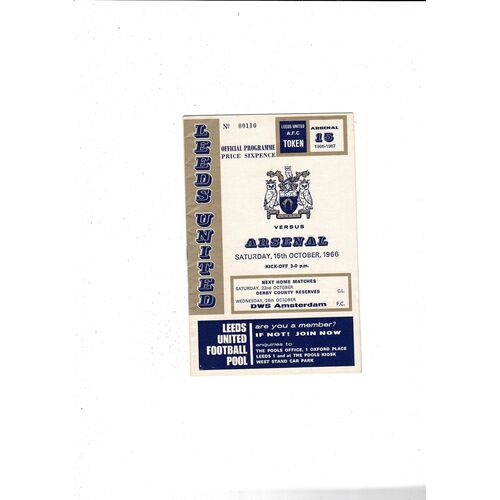 LEEDS UNITED
Nº 00110
OFFICIAL PROGRAMME
PRICE SIXPENCE
LEEDS UNITED
A.F.C
TOKEN
ARSENAL
15
1966-1967
VERSUS
ARSENAL
SATURDAY, 15th OCTOBER, 1966
KICK-OFF 3-0 p.m.
NEXT HOME MATCHES
SATURDAY, 22nd OCTOBER
DERBY COUNTY RESERVES C.L.
WEDNESDAY, 26th OCTOBER
DWS Amsterdam F.C.
LEEDS
UNITED
FOOTBALL
POOL
are you a member?
IF NOT! JOIN NOW
enquiries to
THE POOLS OFFICE, 1 OXFORD PLACE
LEEDS 1 and at THE POOLS KIOSK
WEST STAND CAR PARK